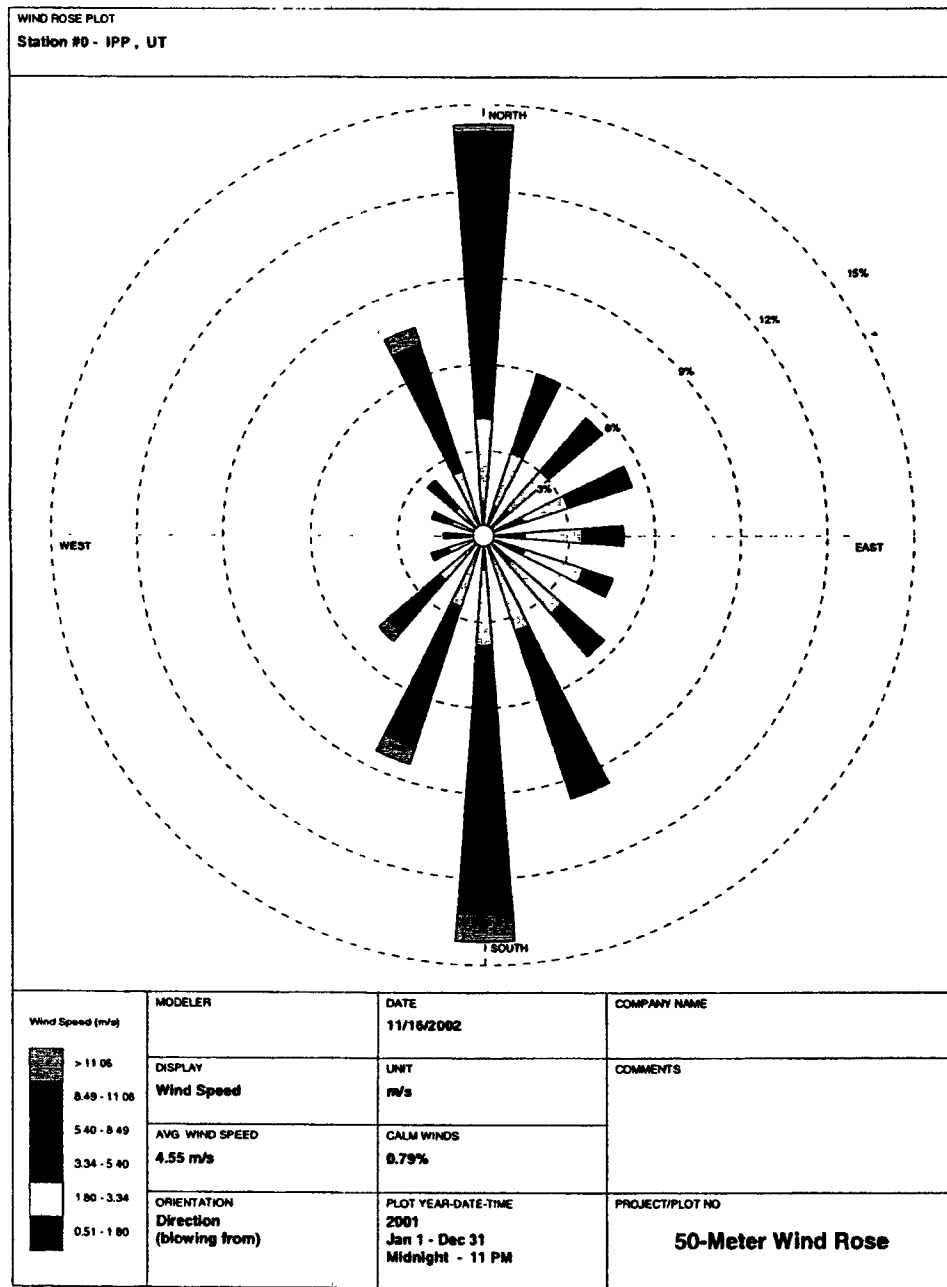 WIND ROSE PLOT
Station #0 - IPP , UT
NORTH
15%
12%
9%
6%
3%
WEST
EAST
SOUTH
Wind Speed (m/s)
> 11 06
8.49 - 11 06
5 40 - 8 49
3.34 - 5 40
1 80 - 3.34
0.51 - 1 80
MODELER
DATE
11/16/2002
COMPANY NAME
DISPLAY
Wind Speed
UNIT
m/s
COMMENTS
AVG WIND SPEED
4.55 m/s
CALM WINDS
0.79%
ORIENTATION
Direction
(blowing from)
PLOT YEAR-DATE-TIME
2001
Jan 1 - Dec 31
Midnight - 11 PM
PROJECT/PLOT NO
50-Meter Wind Rose